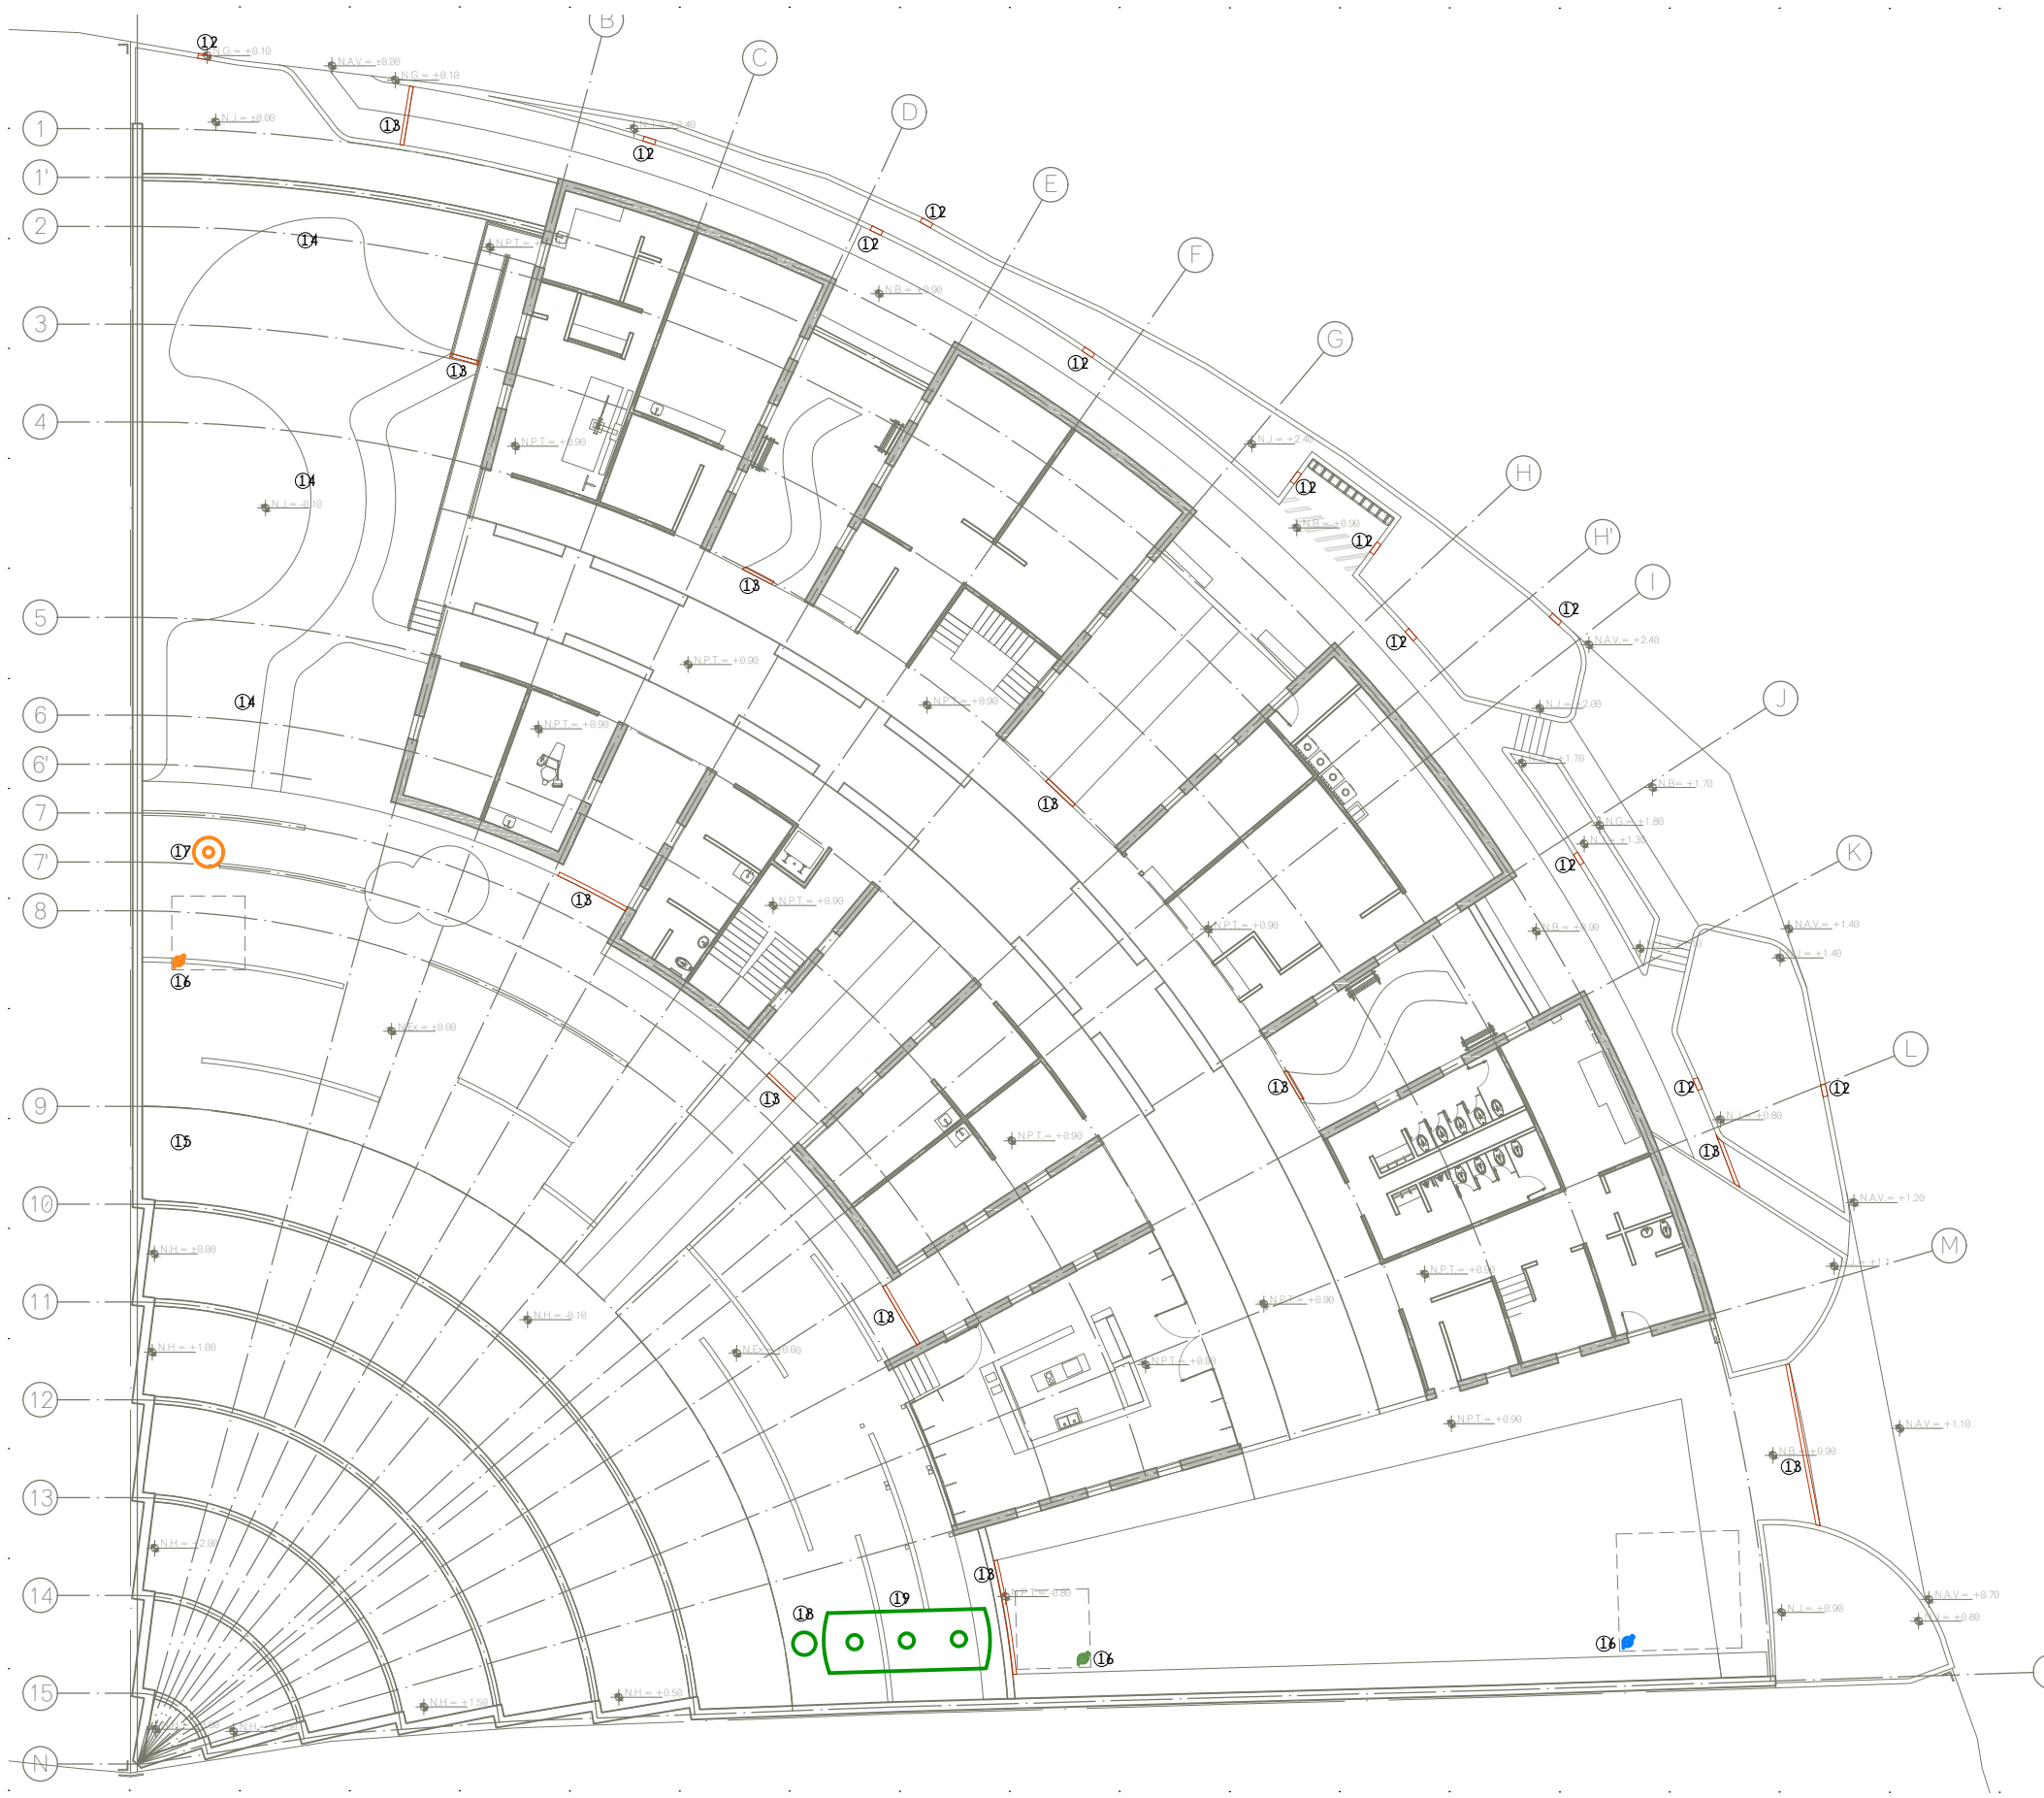 B
C
D
E
F
G
H
H'
I
J
K
L
M
1
1'
2
3
4
5
6
6'
7
7'
8
9
10
11
12
13
14
15
N
12
N.G.= +0.10
N.A.V.= ±0.00
N.G.= +0.10
N.J.= ±0.00
13
12
12
12
N.B.= +0.90
14
13
12
N.P.T.= +0.90
14
N.J.= -0.10
N.J.= +2.40
12
N.B.= +0.90
12
13
12
12
N.A.V.= +2.40
N.P.T.= +0.90
N.P.T.= +0.90
14
N.P.T.= +0.90
N.J.= +2.00
N.B.= +1.70
13
N.G.= +1.80
17
12
13
N.P.T.= +0.90
N.P.T.= +0.90
N.B.= +0.90
N.A.V.= +1.40
N.J.= +1.40
16
N.Ex= ±0.00
13
13
12
12
15
N.P.T.= +0.90
N.J.= +0.80
13
N.A.V.= +1.20
N.H.= ±0.00
N.P.T.= +0.90
N.P.T.= +0.90
N.H.= -0.10
13
N.H.= +1.00
N.P.T.= +0.90
N.P.T.= +0.90
N.A.V.= +1.10
N.B.= +0.90
13
N.H.= +2.00
13
N.P.T.= -0.80
18
19
16
16
N.J.= +0.90
N.A.V.= +0.70
N.J.= +0.60
N.H.= +1.50
N.H.= +0.50